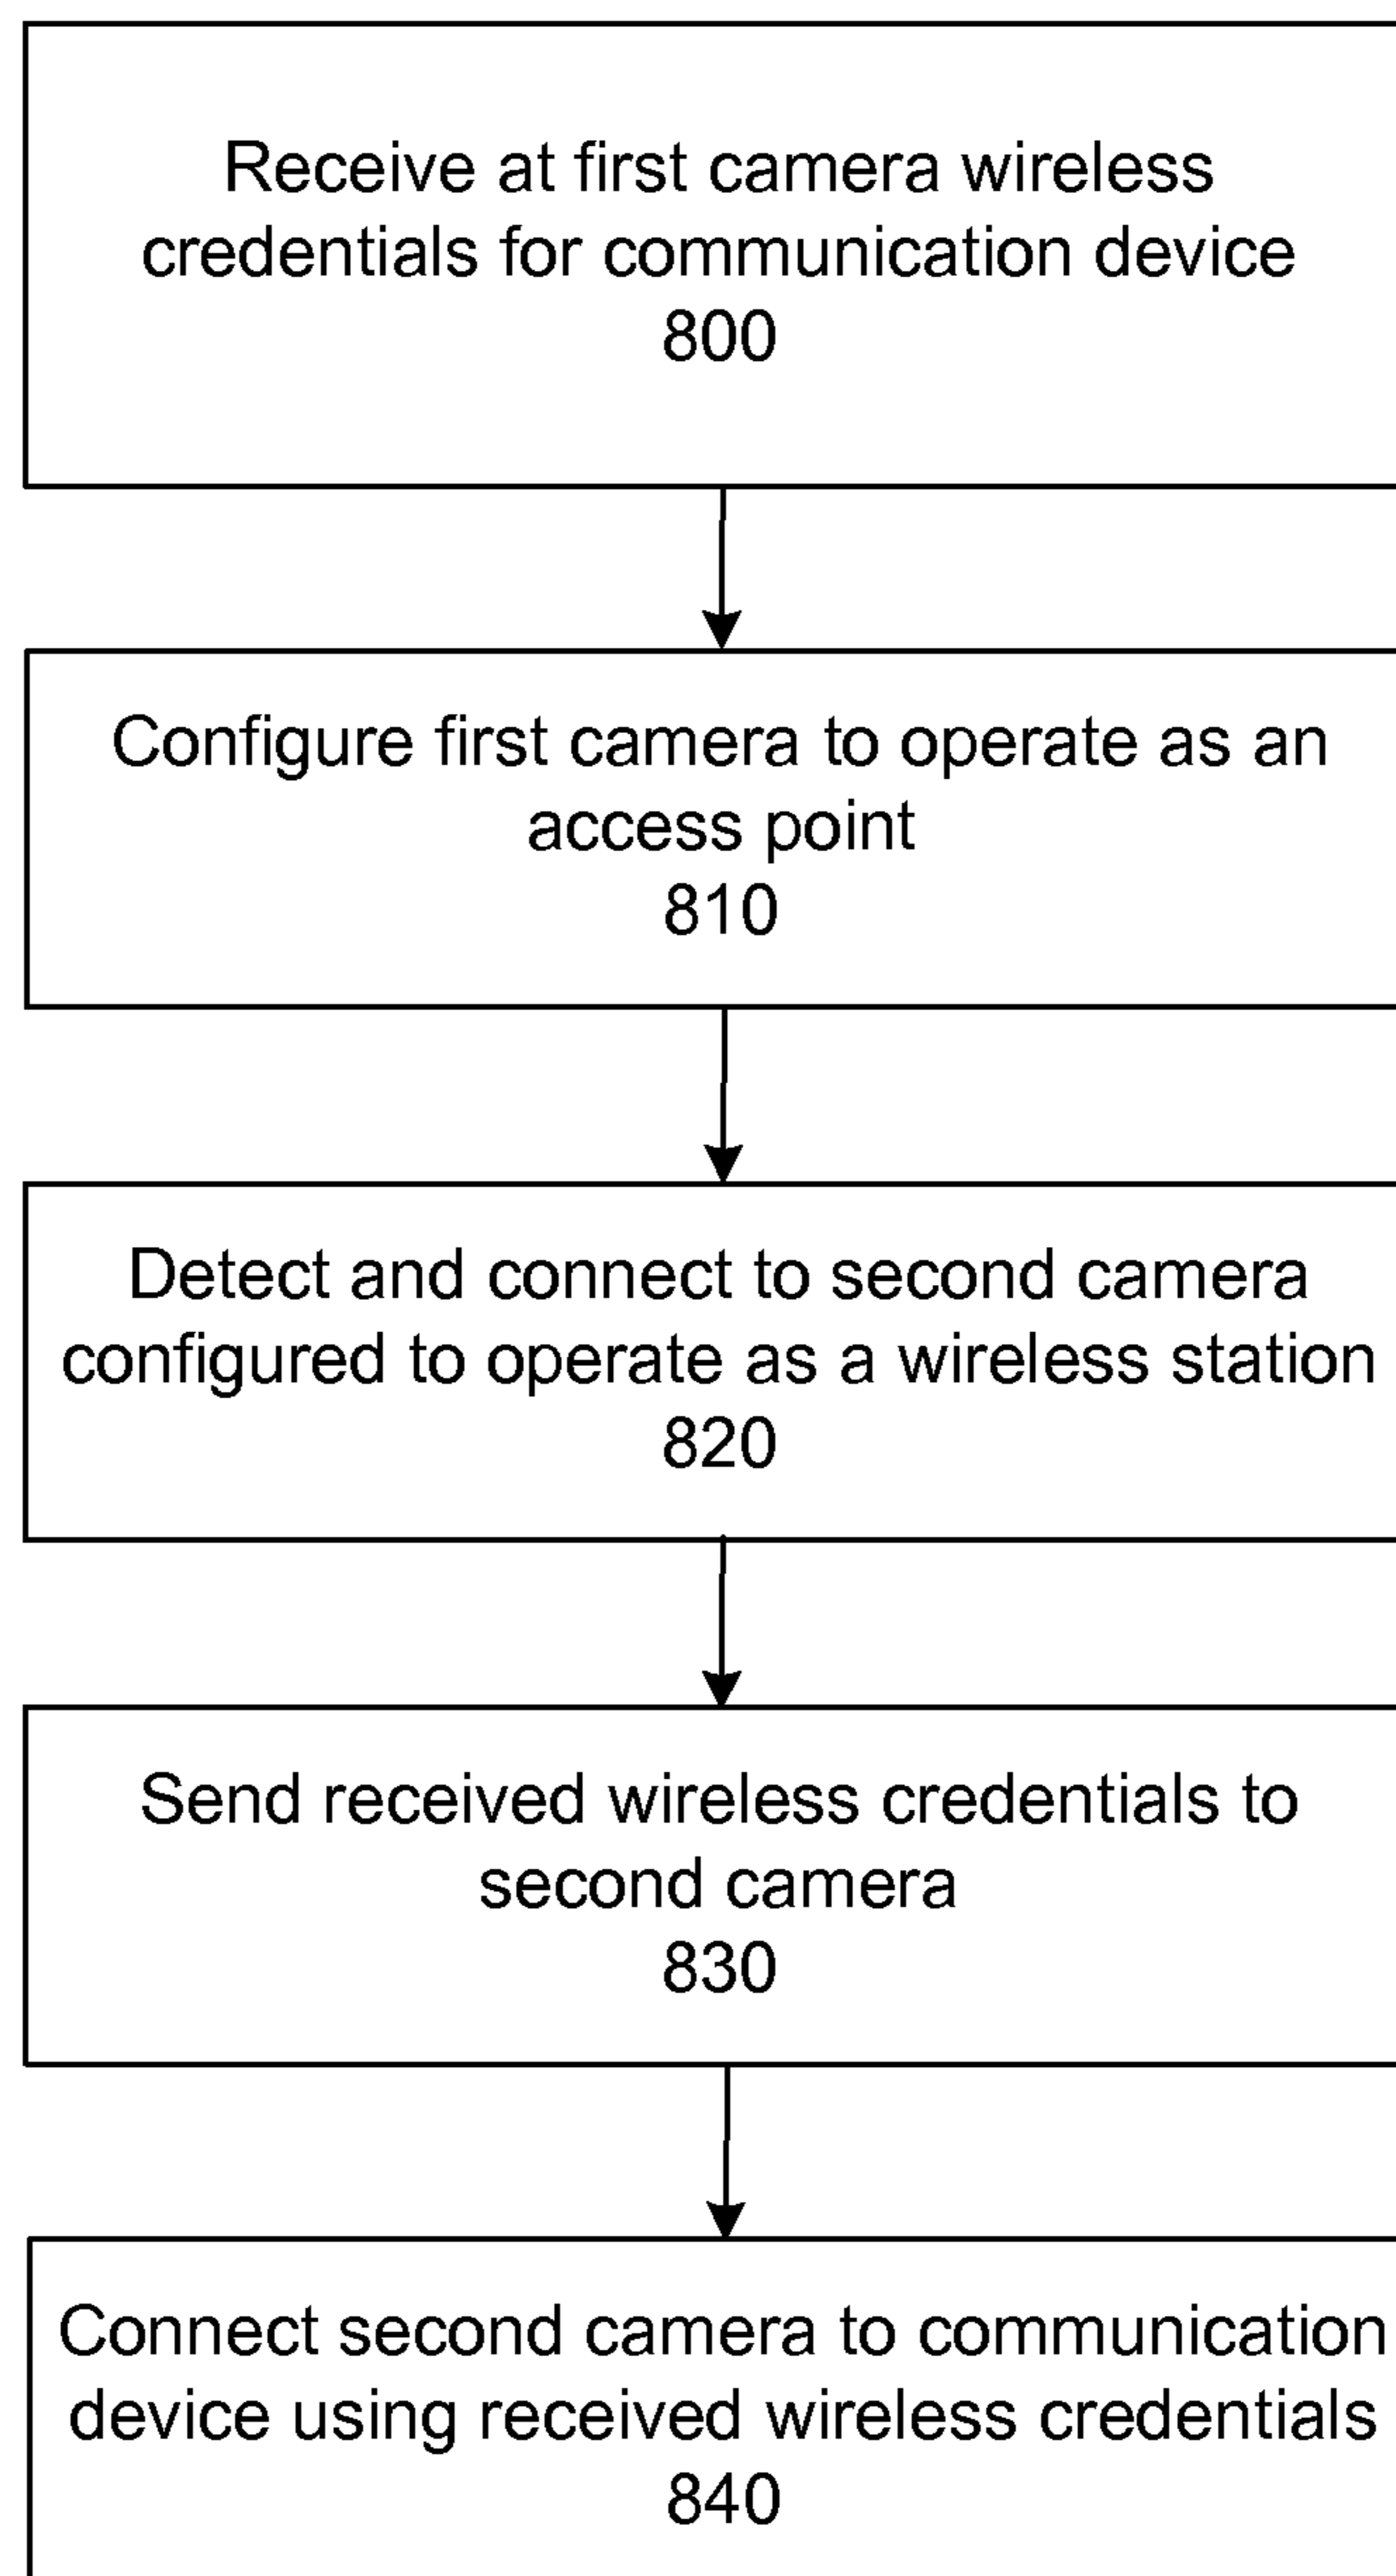 Receive at first camera wireless
credentials for communication device
800
Configure first camera to operate as an
access point
810
Detect and connect to second camera
configured to operate as a wireless station
820
Send received wireless credentials to
second camera
830
Connect second camera to communication
device using received wireless credentials
840